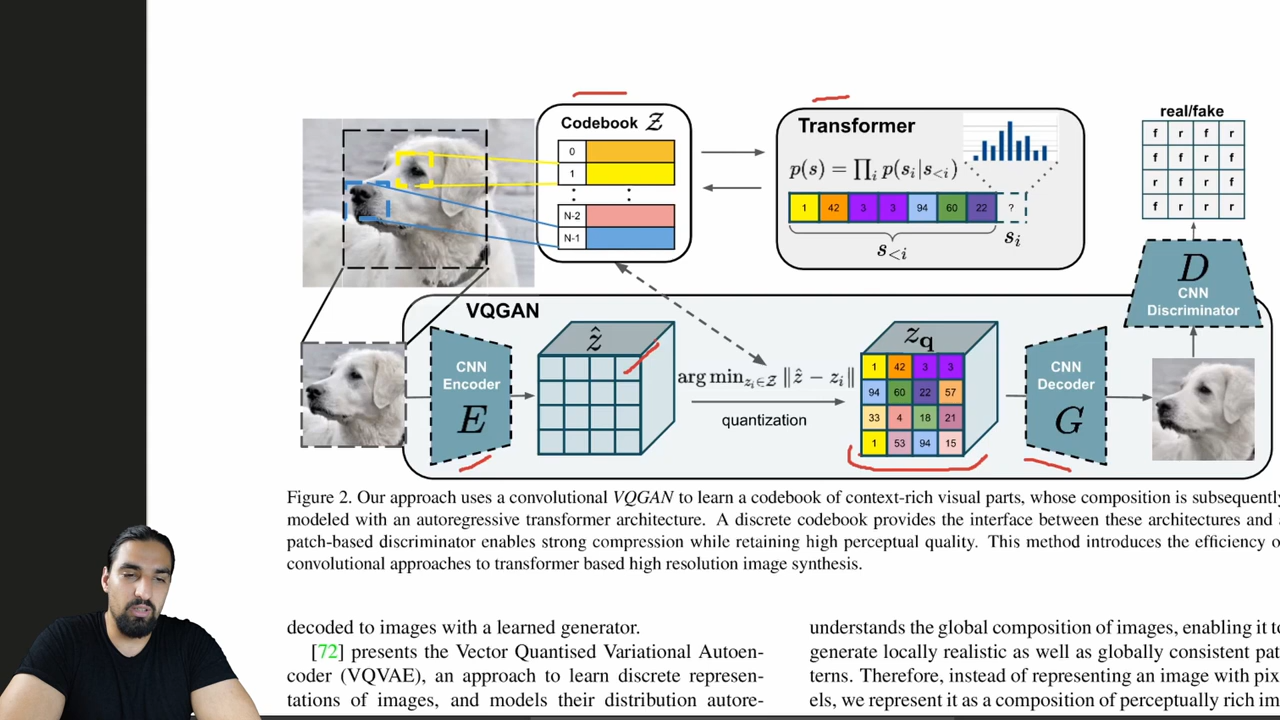 real/fake
Codebook 𝒵
Transformer
f r f r
0
p(s) = ∏ᵢ p(sᵢ|s<ᵢ)
f f r f
1
r f r f
1 42 3 3 94 60 22 ?
N-2
f r r r
N-1
s<ᵢ
sᵢ
D
CNN
Discriminator
VQGAN
ẑ
z_q
CNN
Encoder
E
arg min_{zᵢ∈𝒵} ‖ẑ − zᵢ‖
quantization
1 42 3 3
94 60 22 57
33 4 18 21
1 53 94 15
CNN
Decoder
G
Figure 2. Our approach uses a convolutional VQGAN to learn a codebook of context-rich visual parts, whose composition is subsequently
modeled with an autoregressive transformer architecture. A discrete codebook provides the interface between these architectures and
patch-based discriminator enables strong compression while retaining high perceptual quality. This method introduces the efficiency
convolutional approaches to transformer based high resolution image synthesis.
decoded to images with a learned generator.
[72] presents the Vector Quantised Variational Autoen-
coder (VQVAE), an approach to learn discrete represen-
tations of images, and models their distribution autore-
understands the global composition of images, enabling it to
generate locally realistic as well as globally consistent pat
terns. Therefore, instead of representing an image with pix
els, we represent it as a composition of perceptually rich im